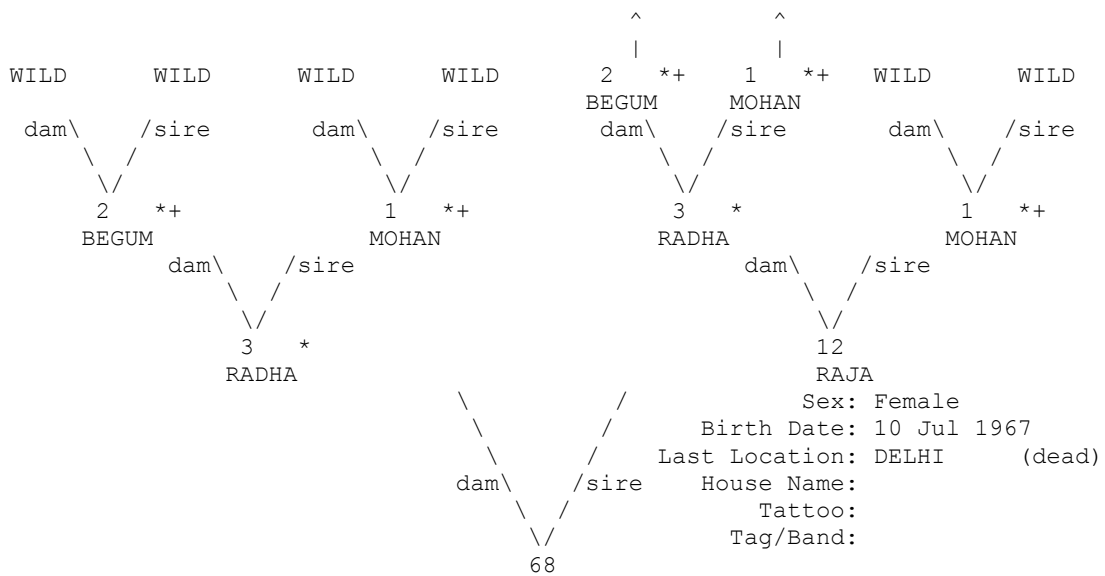 ^ ^
| |
WILD WILD WILD WILD 2 *+ 1 *+ WILD WILD
BEGUM MOHAN
dam\ /sire dam\ /sire dam\ /sire dam\ /sire
\ / \ / \ / \ /
\/ \/ \/ \/
2 *+ 1 *+ 3 * 1 *+
BEGUM MOHAN RADHA MOHAN
dam\ /sire dam\ /sire
\ / \ /
\/ \/
3 * 12
RADHA RAJA
\ / Sex: Female
\ / Birth Date: 10 Jul 1967
\ / Last Location: DELHI (dead)
dam\ /sire House Name:
\ / Tattoo:
\/ Tag/Band:
68